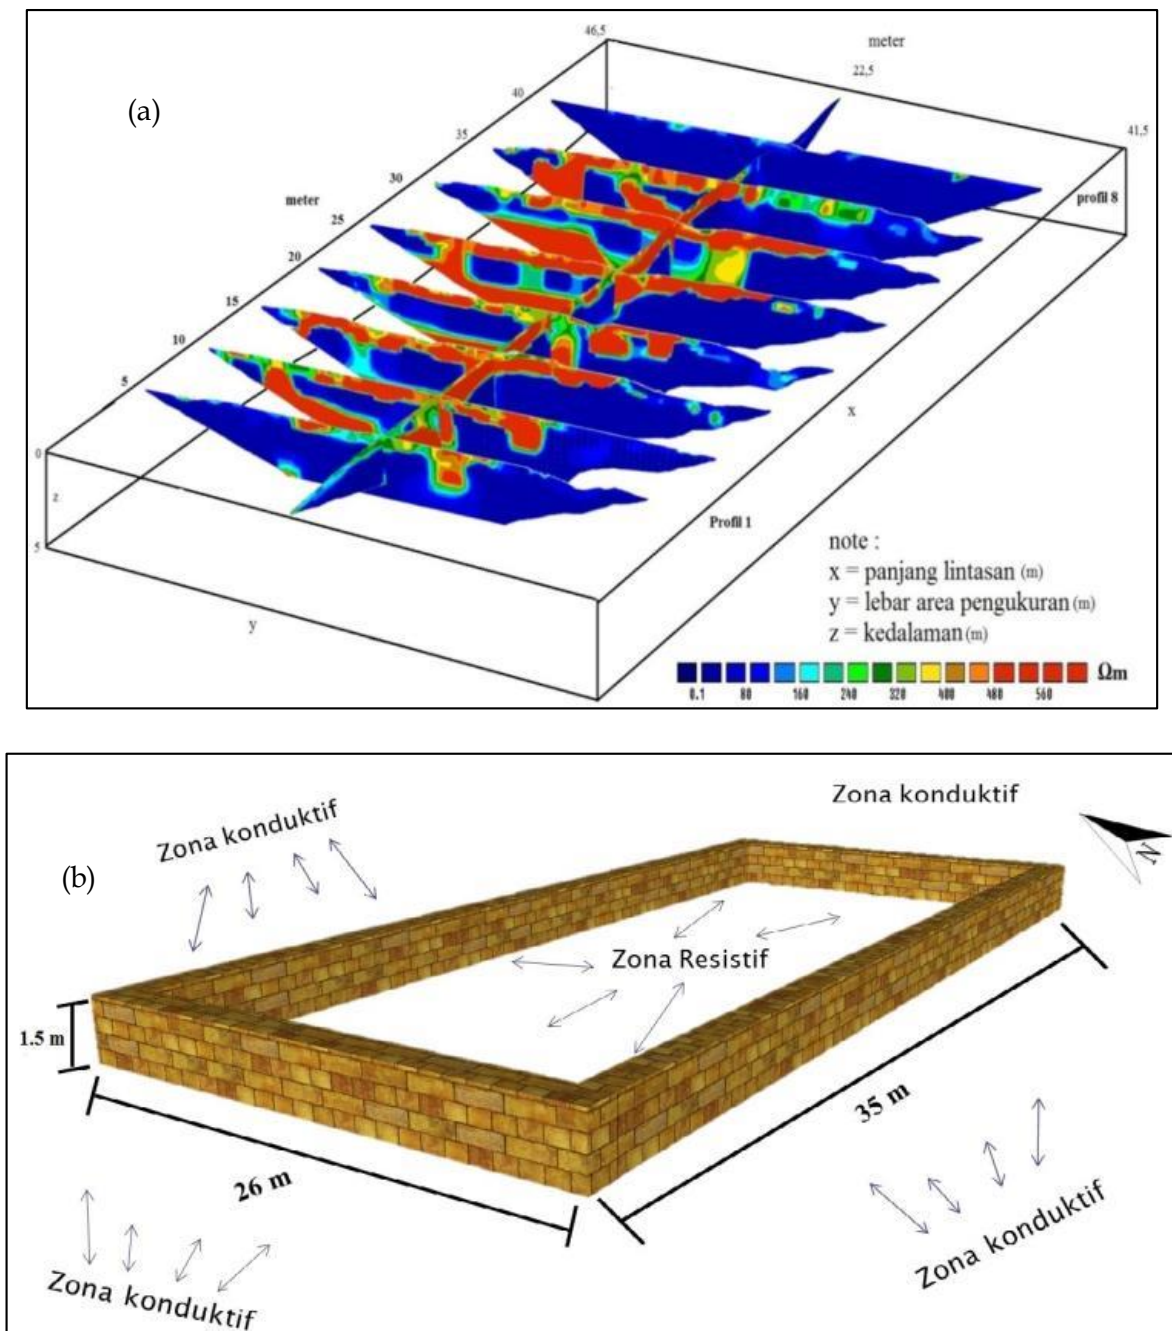 (a)
46,5
meter
22,5
41,5
40
35
30
meter
25
20
15
10
5
0
z
5
y
x
profil 8
Profil 1
note :
x = panjang lintasan (m)
y = lebar area pengukuran (m)
z = kedalaman (m)
Ωm
0.1 80 160 240 320 400 480 560
(b)
Zona konduktif
Zona konduktif
N
Zona Resistif
1.5 m
26 m
35 m
Zona konduktif
Zona konduktif